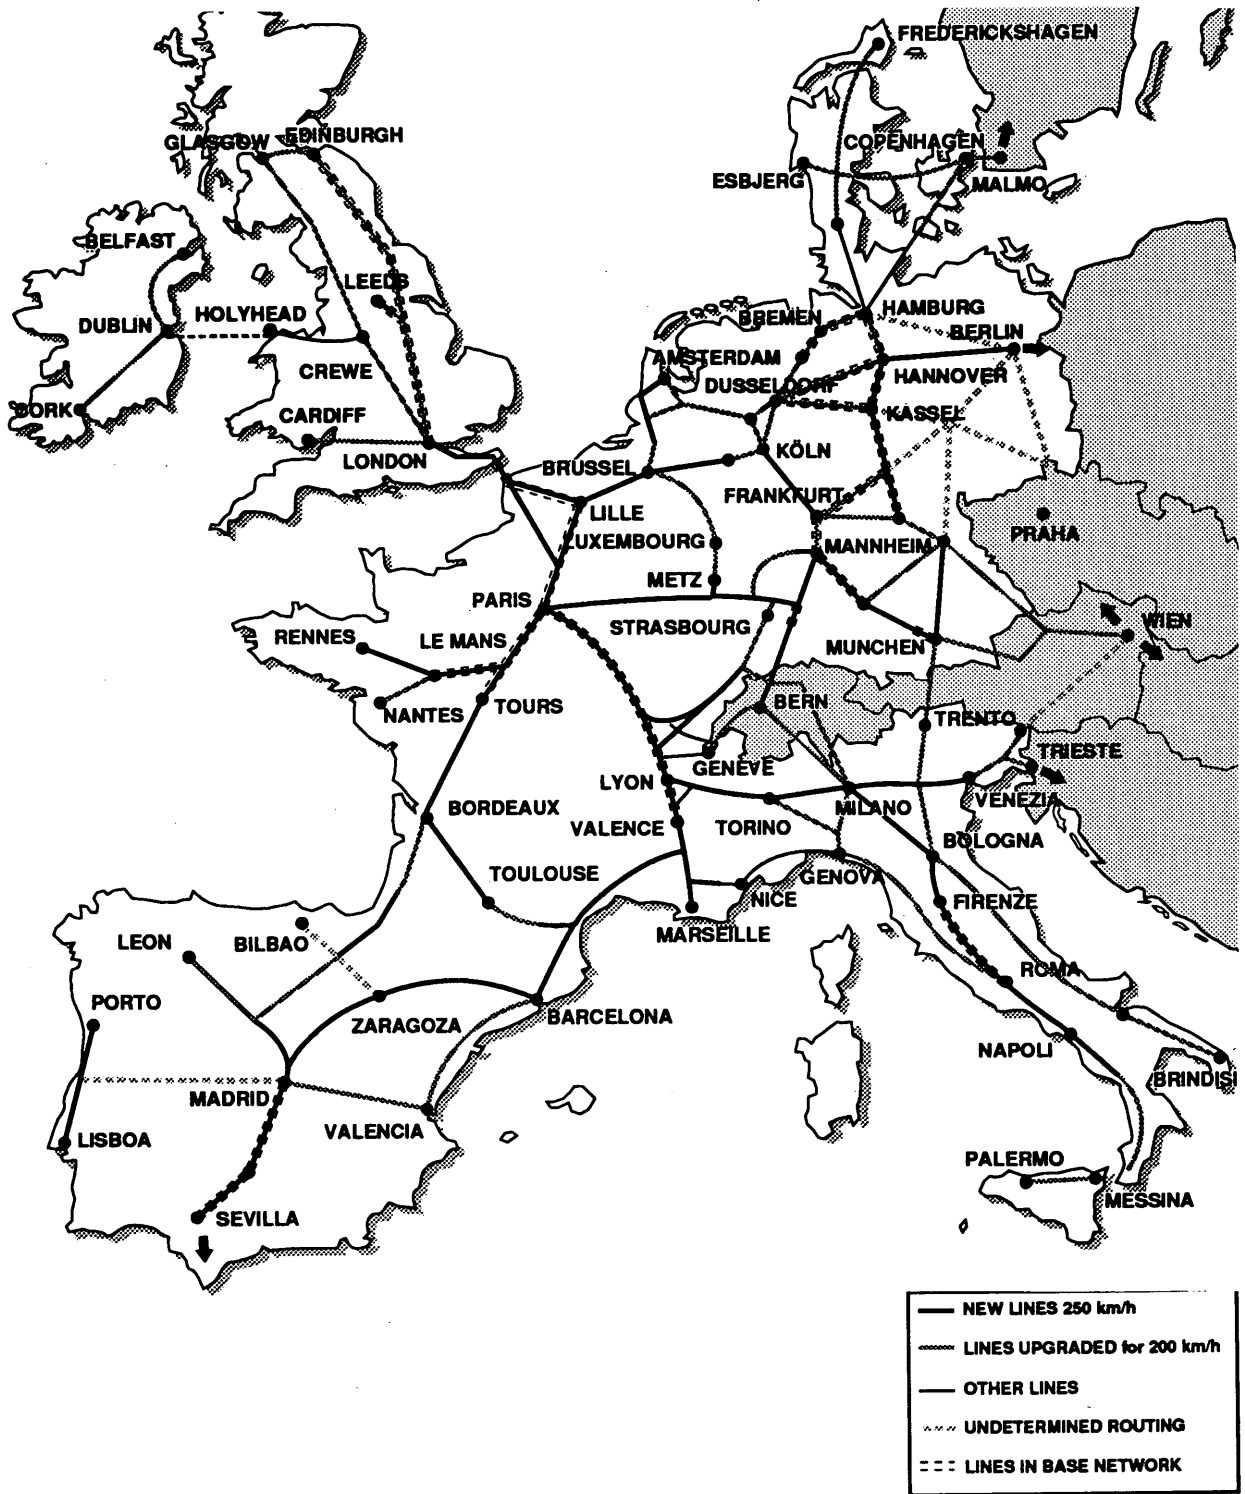 FREDERICKSHAGEN
GLASGOW
EDINBURGH
COPENHAGEN
ESBJERG
MALMO
BELFAST
LEEDS
HOLYHEAD
DUBLIN
HAMBURG
BREMEN
BERLIN
AMSTERDAM
CREWE
HANNOVER
DUSSELDORF
CORK
CARDIFF
KASSEL
LONDON
KÖLN
BRUSSEL
FRANKFURT
LILLE
PRAHA
UXEMBOURG
MANNHEIM
METZ
PARIS
STRASBOURG
WIEN
RENNES
LE MANS
MUNCHEN
NANTES
TOURS
BERN
TRENTO
TRIESTE
GENEVE
LYON
VENEZIA
BORDEAUX
MILANO
VALENCE
TORINO
BOLOGNA
TOULOUSE
GENOVA
NICE
FIRENZE
MARSEILLE
LEON
BILBAO
ROMA
PORTO
ZARAGOZA
BARCELONA
NAPOLI
BRINDISI
MADRID
LISBOA
VALENCIA
PALERMO
MESSINA
SEVILLA
NEW LINES 250 km/h
LINES UPGRADED for 200 km/h
OTHER LINES
UNDETERMINED ROUTING
LINES IN BASE NETWORK